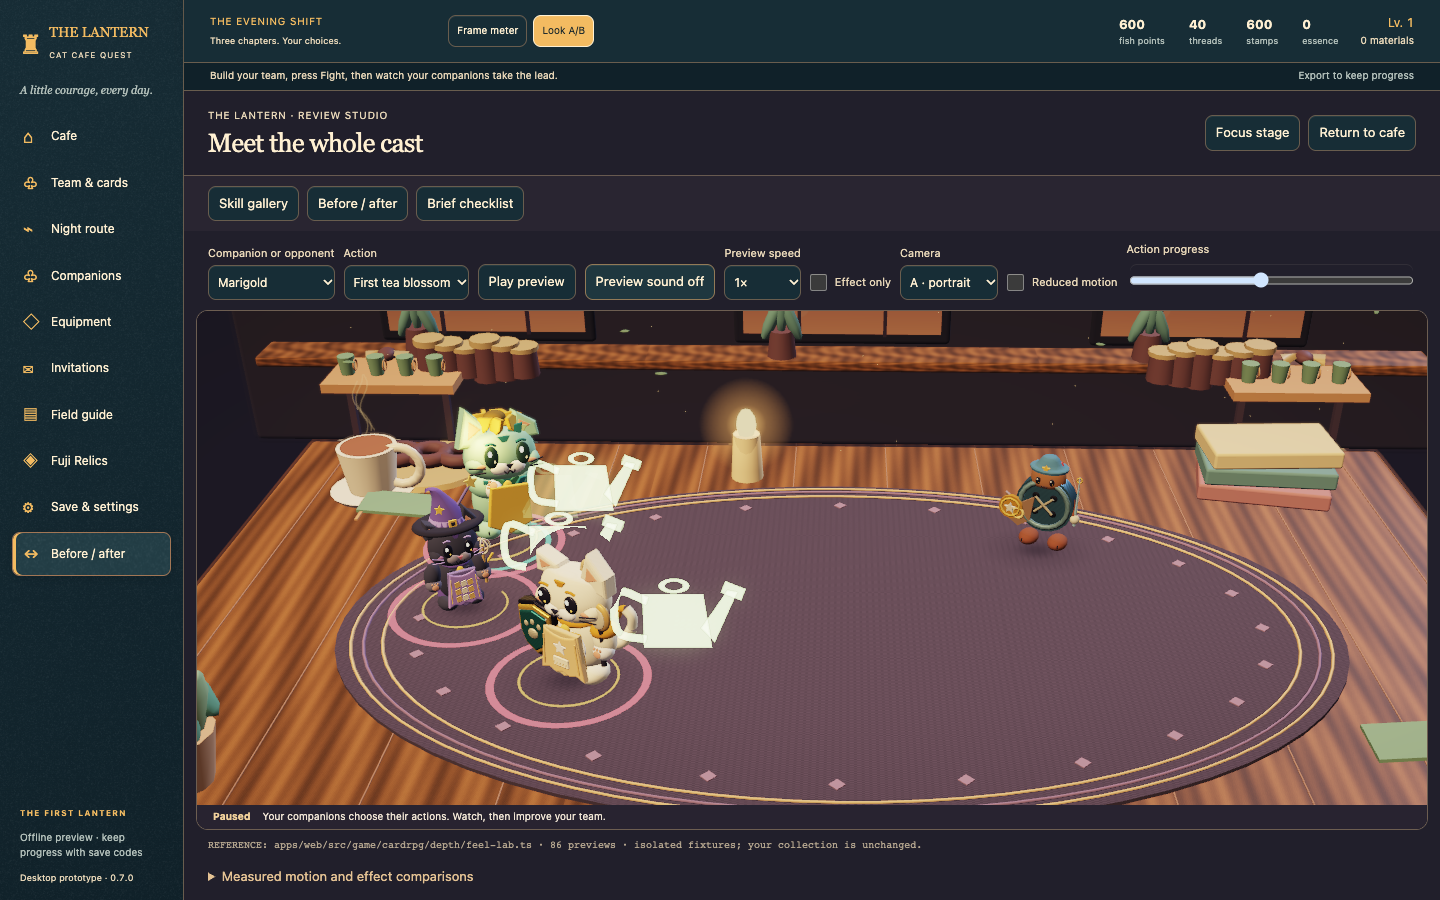 THE LANTERN
CAT CAFE QUEST
A little courage, every day.
Cafe
Team & cards
Night route
Companions
Equipment
Invitations
Field guide
Fuji Relics
Save & settings
Before / after
THE FIRST LANTERN
Offline preview · keep
progress with save codes
Desktop prototype · 0.7.0
THE EVENING SHIFT
Three chapters. Your choices.
Frame meter
Look A/B
600
fish points
40
threads
600
stamps
0
essence
Lv. 1
0 materials
Build your team, press Fight, then watch your companions take the lead.
Export to keep progress
THE LANTERN · REVIEW STUDIO
Meet the whole cast
Focus stage
Return to cafe
Skill gallery
Before / after
Brief checklist
Companion or opponent
Marigold
Action
First tea blossom
Play preview
Preview sound off
Preview speed
1×
Effect only
Camera
A · portrait
Reduced motion
Action progress
Paused
Your companions choose their actions. Watch, then improve your team.
REFERENCE: apps/web/src/game/cardrpg/depth/feel-lab.ts · 86 previews · isolated fixtures; your collection is unchanged.
Measured motion and effect comparisons